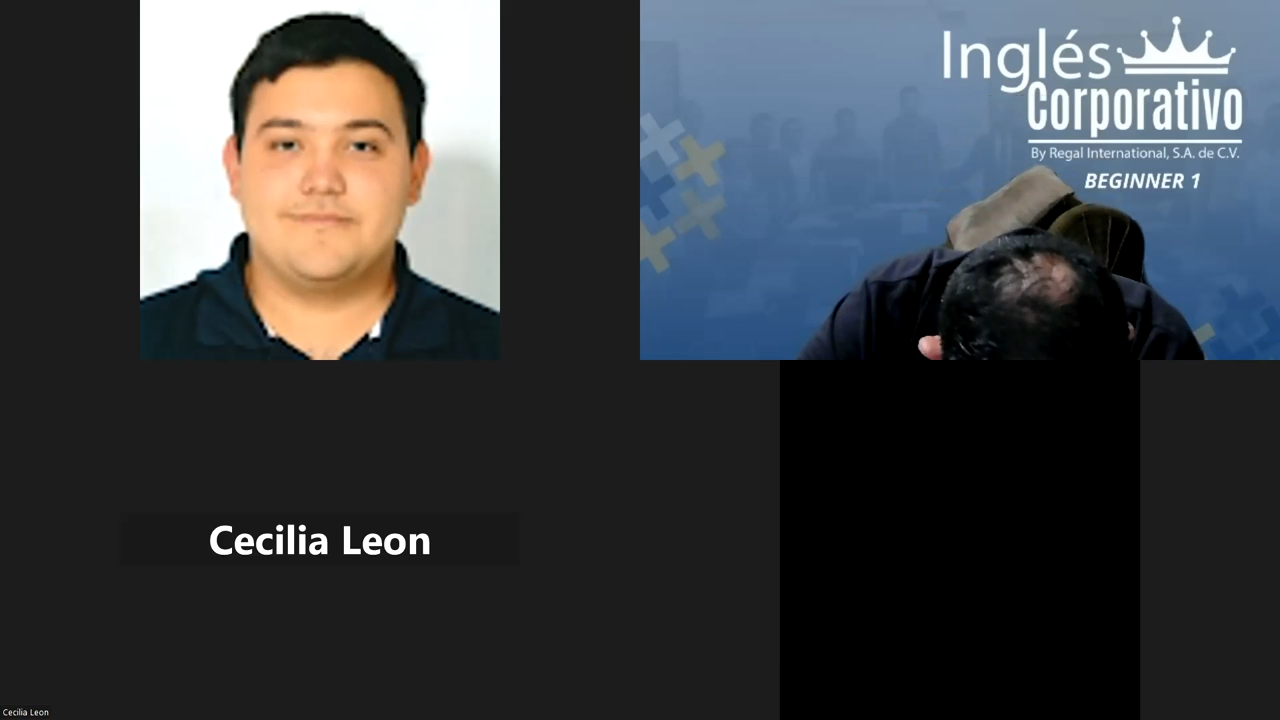 Inglés
Corporativo
By Regal International, S.A. de C.V.
BEGINNER 1
Cecilia Leon
Cecilia Leon